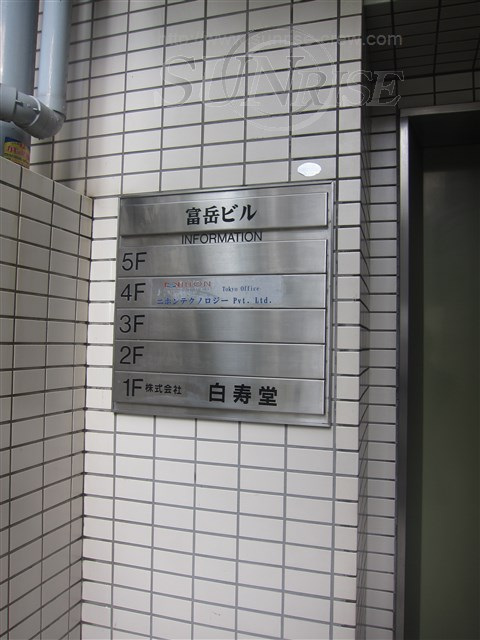 SUNRISE
富岳ビル
INFORMATION
5F
4F
Tokyo Office
ニホンテクノロジー Pvt. Ltd.
3F
2F
1F 株式会社 白寿堂